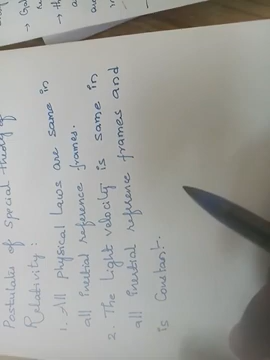 Postulates of Special theory of
Relativity:
1. All physical Laws are same in
all inertial reference frames.
2. The Light velocity is same in
all inertial reference frames and
is Constant.